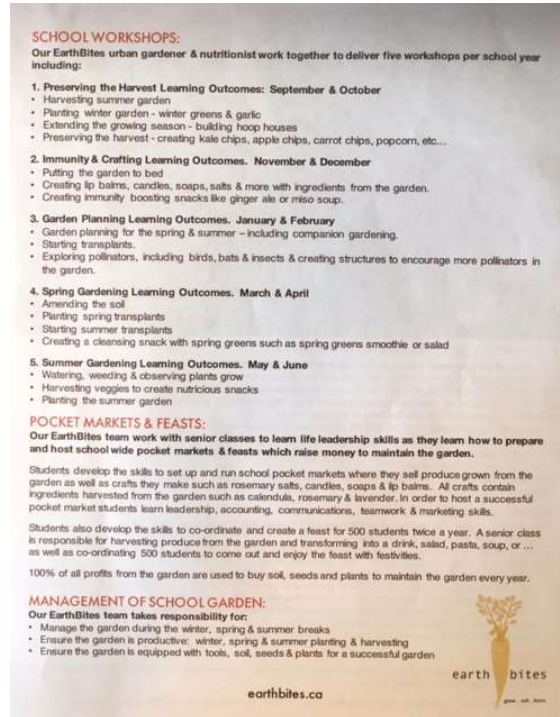 SCHOOL WORKSHOPS:
Our EarthBites urban gardener & nutritionist work together to deliver five workshops per school year
including:
1. Preserving the Harvest Learning Outcomes: September & October
• Harvesting summer garden
• Planting winter garden - winter greens & garlic
• Extending the growing season - building hoop houses
• Preserving the harvest - creating kale chips, apple chips, carrot chips, popcorn, etc...
2. Immunity & Crafting Learning Outcomes. November & December
• Putting the garden to bed
• Creating lip balms, candles, soaps, salts & more with ingredients from the garden.
• Creating immunity boosting snacks like ginger ale or miso soup.
3. Garden Planning Learning Outcomes. January & February
• Garden planning for the spring & summer – including companion gardening.
• Starting transplants.
• Exploring pollinators, including birds, bats & insects & creating structures to encourage more pollinators in
the garden.
4. Spring Gardening Learning Outcomes. March & April
• Amending the soil
• Planting spring transplants
• Starting summer transplants
• Creating a cleansing snack with spring greens such as spring greens smoothie or salad
5. Summer Gardening Learning Outcomes. May & June
• Watering, weeding & observing plants grow
• Harvesting veggies to create nutricious snacks
• Planting the summer garden
POCKET MARKETS & FEASTS:
Our EarthBites team work with senior classes to learn life leadership skills as they learn how to prepare
and host school wide pocket markets & feasts which raise money to maintain the garden.
Students develop the skills to set up and run school pocket markets where they sell produce grown from the
garden as well as crafts they make such as rosemary salts, candles, soaps & lip balms. All crafts contain
ingredients harvested from the garden such as calendula, rosemary & lavender. In order to host a successful
pocket market students learn leadership, accounting, communications, teamwork & marketing skills.
Students also develop the skills to co-ordinate and create a feast for 500 students twice a year. A senior class
is responsible for harvesting produce from the garden and transforming into a drink, salad, pasta, soup, or ...
as well as co-ordinating 500 students to come out and enjoy the feast with festivities.
100% of all profits from the garden are used to buy soil, seeds and plants to maintain the garden every year.
MANAGEMENT OF SCHOOL GARDEN:
Our EarthBites team takes responsibility for:
• Manage the garden during the winter, spring & summer breaks
• Ensure the garden is productive: winter, spring & summer planting & harvesting
• Ensure the garden is equipped with tools, soil, seeds & plants for a successful garden
earth bites
grow. eat. learn.
earthbites.ca